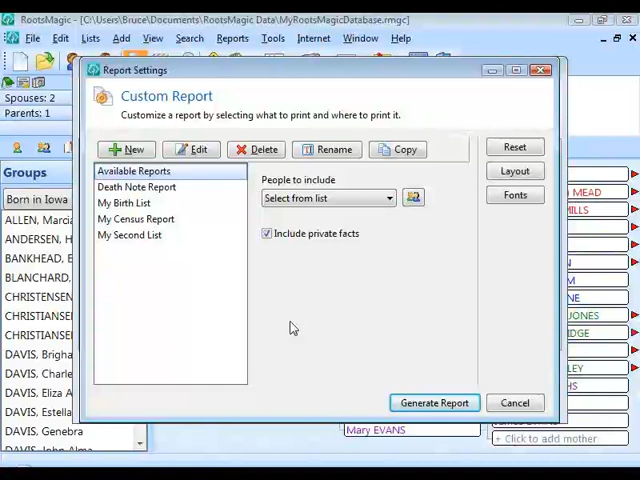 RootsMagic - [C:\Users\Bruce\Documents\RootsMagic Data\MyRootsMagicDatabase.rmgc]
File Edit Lists Add View Search Reports Tools Internet Window Help
Spouses: 2
Parents: 1
Groups
Born in Iowa
ALLEN, Marcia
ANDERSEN, H
BANKHEAD, E
BLANCHARD,
CHRISTENSEN
CHRISTIANSE
CHRISTIANSE
DAVIS, Brigha
DAVIS, Charle
DAVIS, Eliza A
DAVIS, Estella
DAVIS, Genebra
DAVIS, John Alma
Report Settings
Custom Report
Customize a report by selecting what to print and where to print it.
New Edit Delete Rename Copy
Available Reports
Death Note Report
My Birth List
My Census Report
My Second List
People to include
Select from list
Include private facts
Reset
Layout
Fonts
Generate Report Cancel
MEAD
MILLS
JONES
Mary EVANS
+ Click to add mother